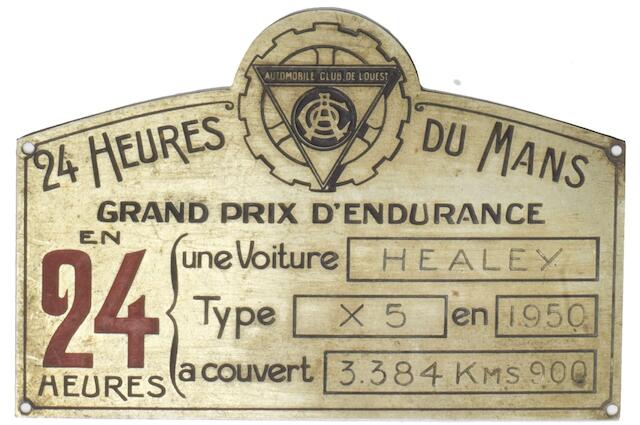 AUTOMOBILE CLUB DE L'OUEST
ACO
24 HEURES DU MANS
GRAND PRIX D'ENDURANCE
EN
24
HEURES
une Voiture HEALEY
Type X 5 en 1950
a couvert 3.384 KMS 900